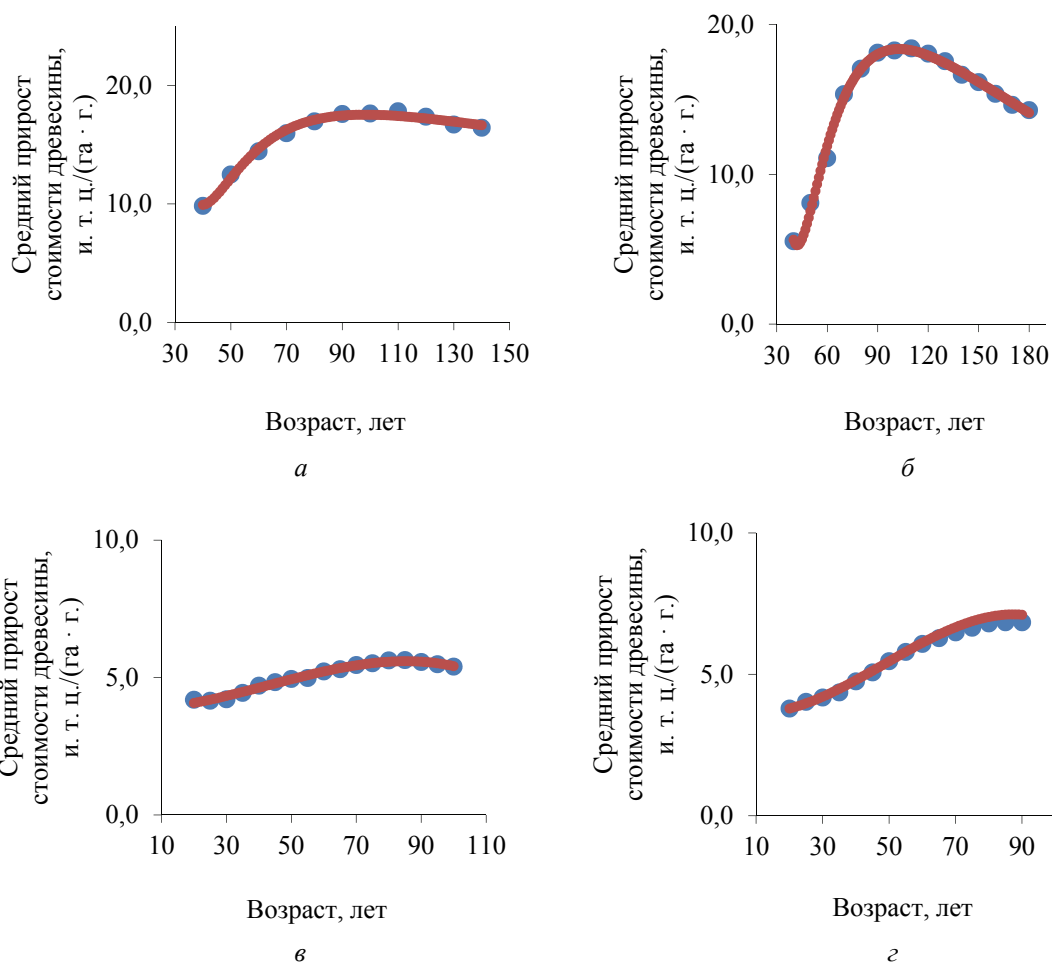 Средний прирост
стоимости древесины,
и. т. ц./(га · г.)
20,0
10,0
0,0
30 50 70 90 110 130 150
Возраст, лет
а
Средний прирост
стоимости древесины,
и. т. ц./(га · г.)
20,0
10,0
0,0
30 60 90 120 150 180
Возраст, лет
б
Средний прирост
стоимости древесины,
и. т. ц./(га · г.)
10,0
5,0
0,0
10 30 50 70 90 110
Возраст, лет
в
Средний прирост
стоимости древесины,
и. т. ц./(га · г.)
10,0
5,0
0,0
10 30 50 70 90
Возраст, лет
г